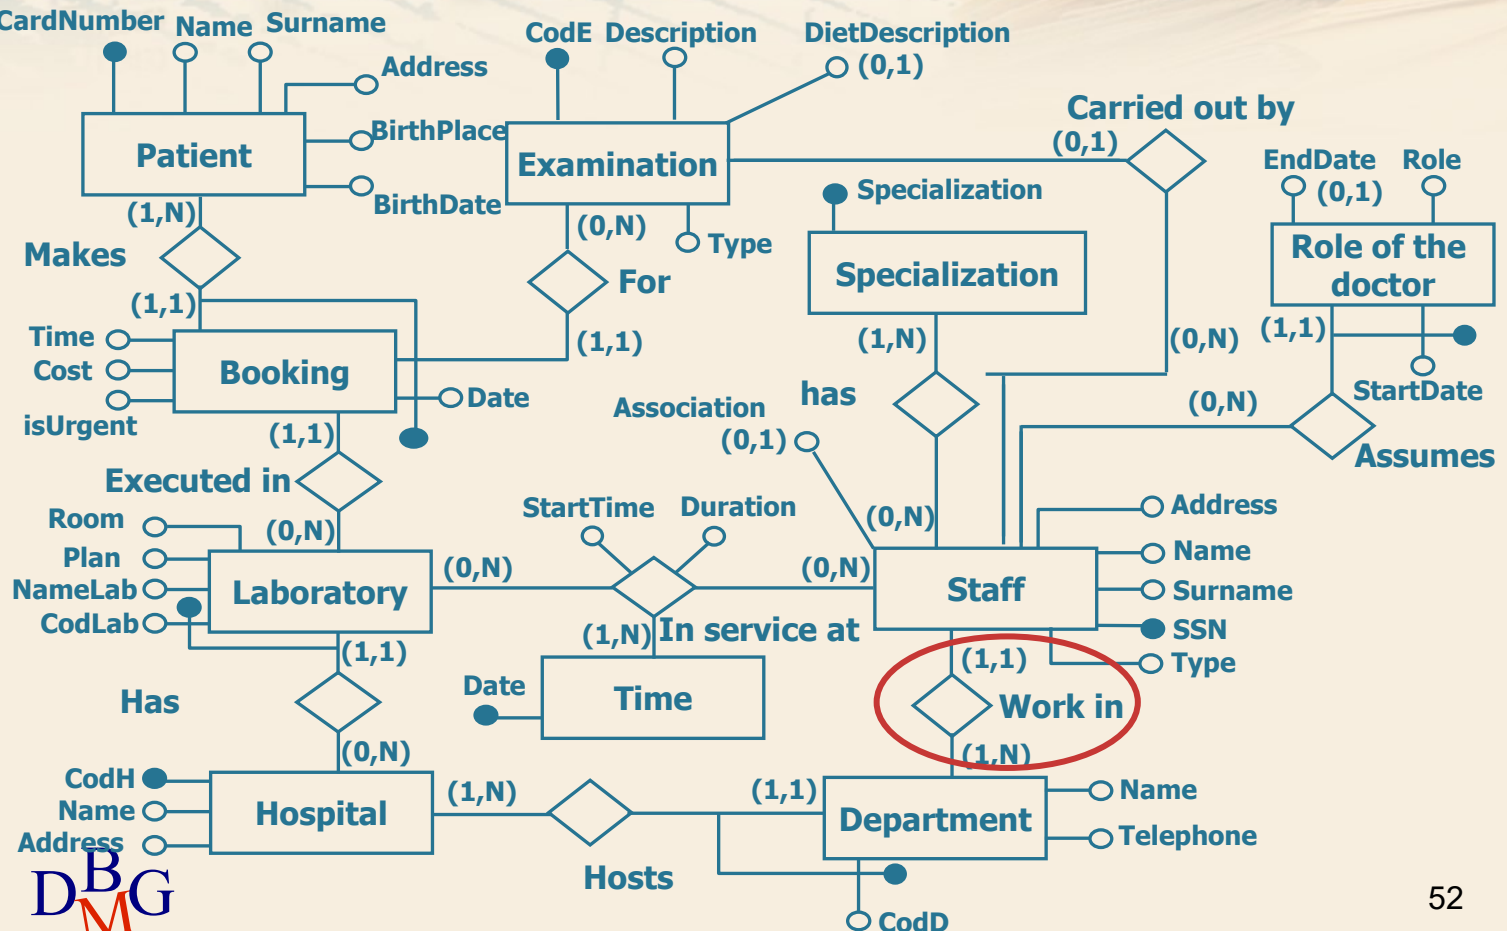 CardNumber
Name
Surname
Address
BirthPlace
BirthDate
Patient
(1,N)
Makes
(1,1)
CodE
Description
DietDescription
(0,1)
Examination
(0,N)
Type
For
(1,1)
Carried out by
(0,1)
(0,N)
Specialization
Specialization
(1,N)
has
(0,N)
EndDate
(0,1)
Role
Role of the
doctor
(1,1)
StartDate
(0,N)
Assumes
Time
Cost
isUrgent
Booking
Date
(1,1)
Executed in
(0,N)
Association
(0,1)
Room
Plan
NameLab
CodLab
Laboratory
(0,N)
StartTime
Duration
(0,N)
In service at
(1,N)
Date
Time
Staff
Address
Name
Surname
SSN
Type
(1,1)
Work in
(1,N)
(1,1)
Has
(0,N)
CodH
Name
Address
Hospital
(1,N)
Hosts
(1,1)
Department
Name
Telephone
CodD
DBMG
52